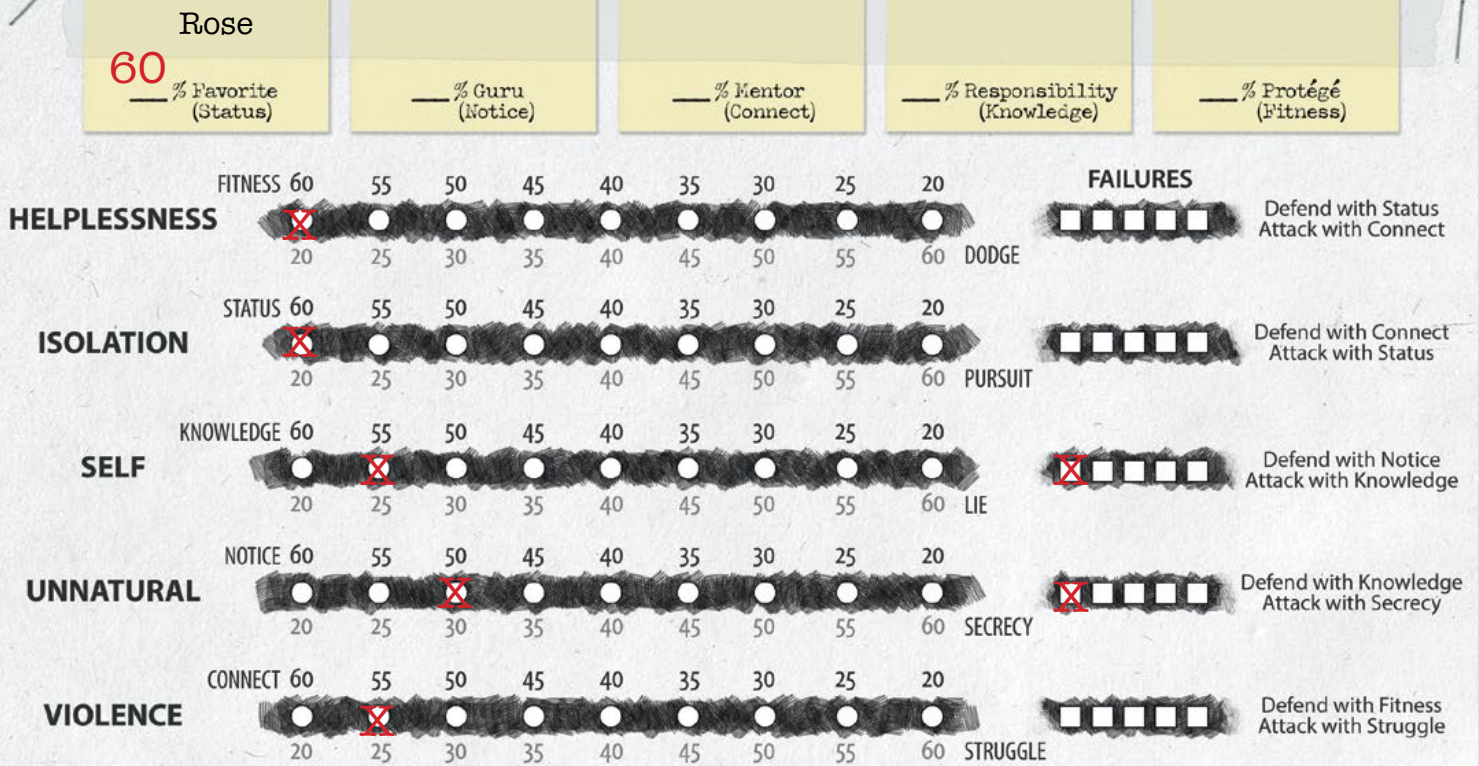 Rose
60
___% Favorite
(Status)
___% Guru
(Notice)
___% Mentor
(Connect)
___% Responsibility
(Knowledge)
___% Protégé
(Fitness)
FITNESS 60 55 50 45 40 35 30 25 20
FAILURES
HELPLESSNESS
X
Defend with Status
Attack with Connect
20 25 30 35 40 45 50 55 60 DODGE
STATUS 60 55 50 45 40 35 30 25 20
ISOLATION
X
Defend with Connect
Attack with Status
20 25 30 35 40 45 50 55 60 PURSUIT
KNOWLEDGE 60 55 50 45 40 35 30 25 20
SELF
X X
Defend with Notice
Attack with Knowledge
20 25 30 35 40 45 50 55 60 LIE
NOTICE 60 55 50 45 40 35 30 25 20
UNNATURAL
X X
Defend with Knowledge
Attack with Secrecy
20 25 30 35 40 45 50 55 60 SECRECY
CONNECT 60 55 50 45 40 35 30 25 20
VIOLENCE
X
Defend with Fitness
Attack with Struggle
20 25 30 35 40 45 50 55 60 STRUGGLE